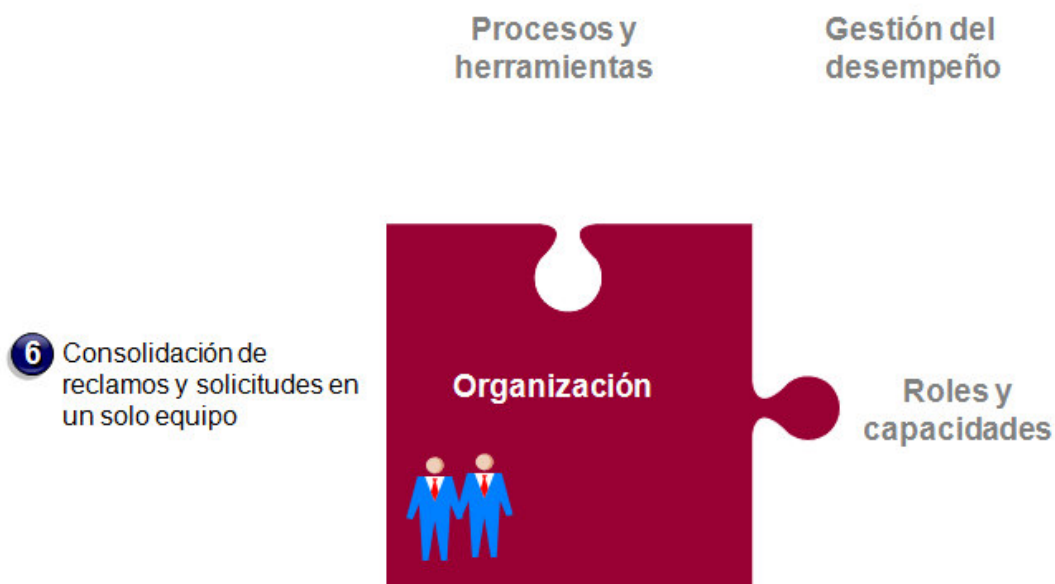 Procesos y
herramientas
Gestión del
desempeño
6
Consolidación de
reclamos y solicitudes en
un solo equipo
Organización
Roles y
capacidades